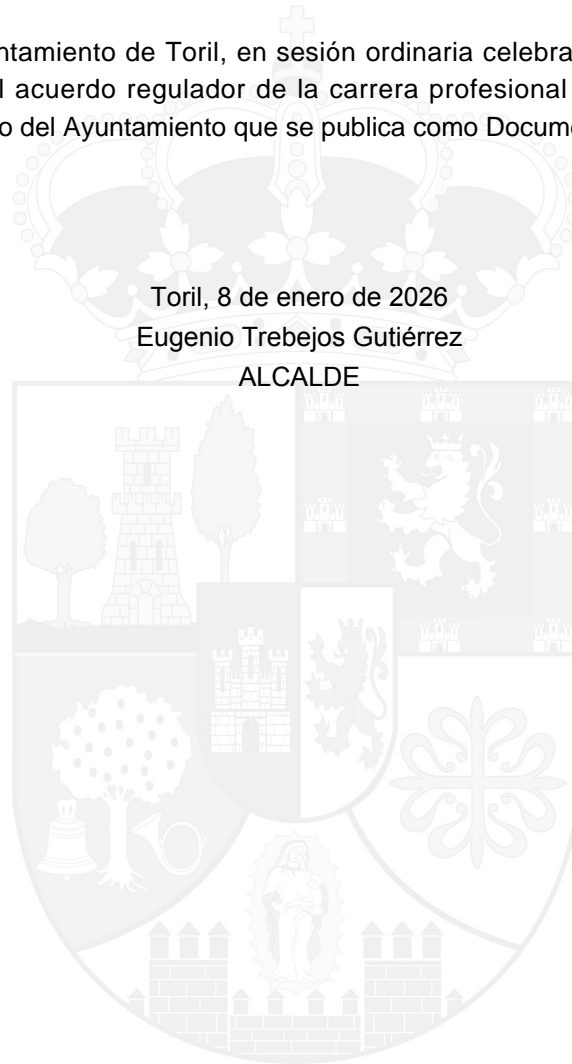 ntamiento de Toril, en sesión ordinaria celebra
l acuerdo regulador de la carrera profesional
o del Ayuntamiento que se publica como Docume
Toril, 8 de enero de 2026
Eugenio Trebejos Gutiérrez
ALCALDE